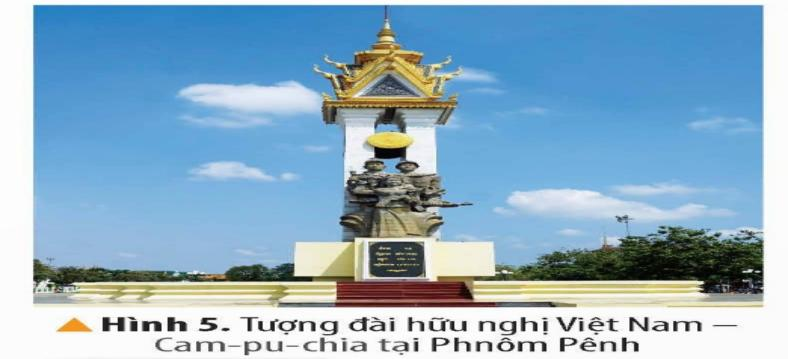 ▲ Hình 5. Tượng đài hữu nghị Việt Nam –
Cam-pu-chia tại Phnôm Pênh